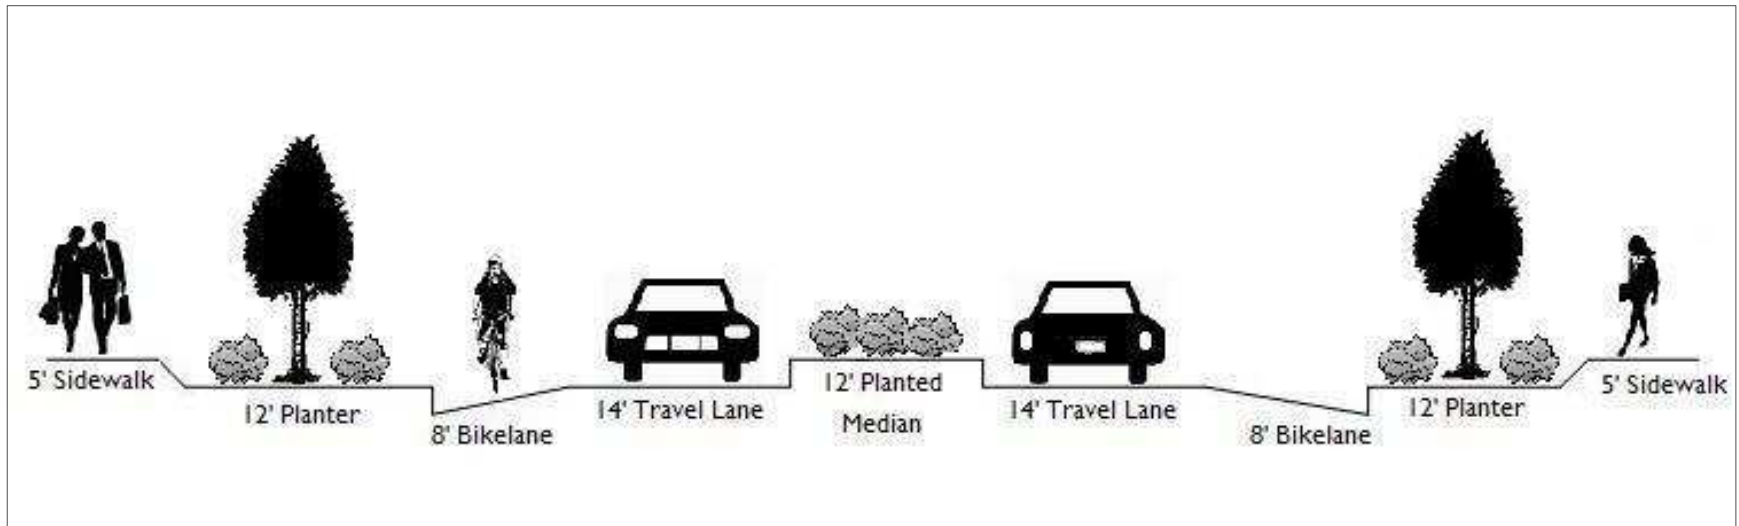 5' Sidewalk
12' Planter
8' Bikelane
14' Travel Lane
12' Planted
Median
14' Travel Lane
8' Bikelane
12' Planter
5' Sidewalk